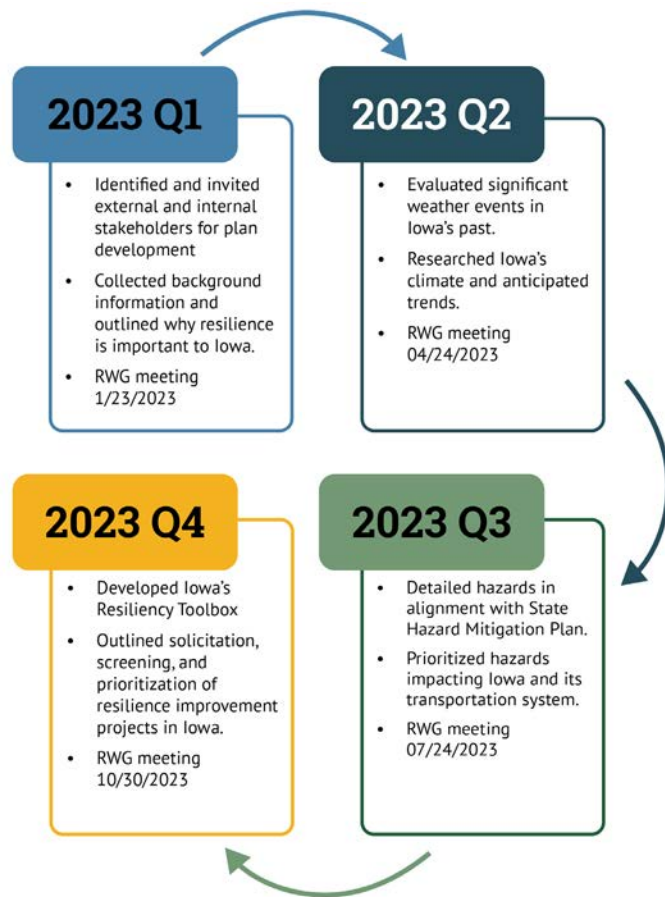 2023 Q1
• Identified and invited
external and internal
stakeholders for plan
development
• Collected background
information and
outlined why resilience
is important to Iowa.
• RWG meeting
1/23/2023
2023 Q2
• Evaluated significant
weather events in
Iowa's past.
• Researched Iowa's
climate and anticipated
trends.
• RWG meeting
04/24/2023
2023 Q3
• Detailed hazards in
alignment with State
Hazard Mitigation Plan.
• Prioritized hazards
impacting Iowa and its
transportation system.
• RWG meeting
07/24/2023
2023 Q4
• Developed Iowa's
Resiliency Toolbox
• Outlined solicitation,
screening, and
prioritization of
resilience improvement
projects in Iowa.
• RWG meeting
10/30/2023